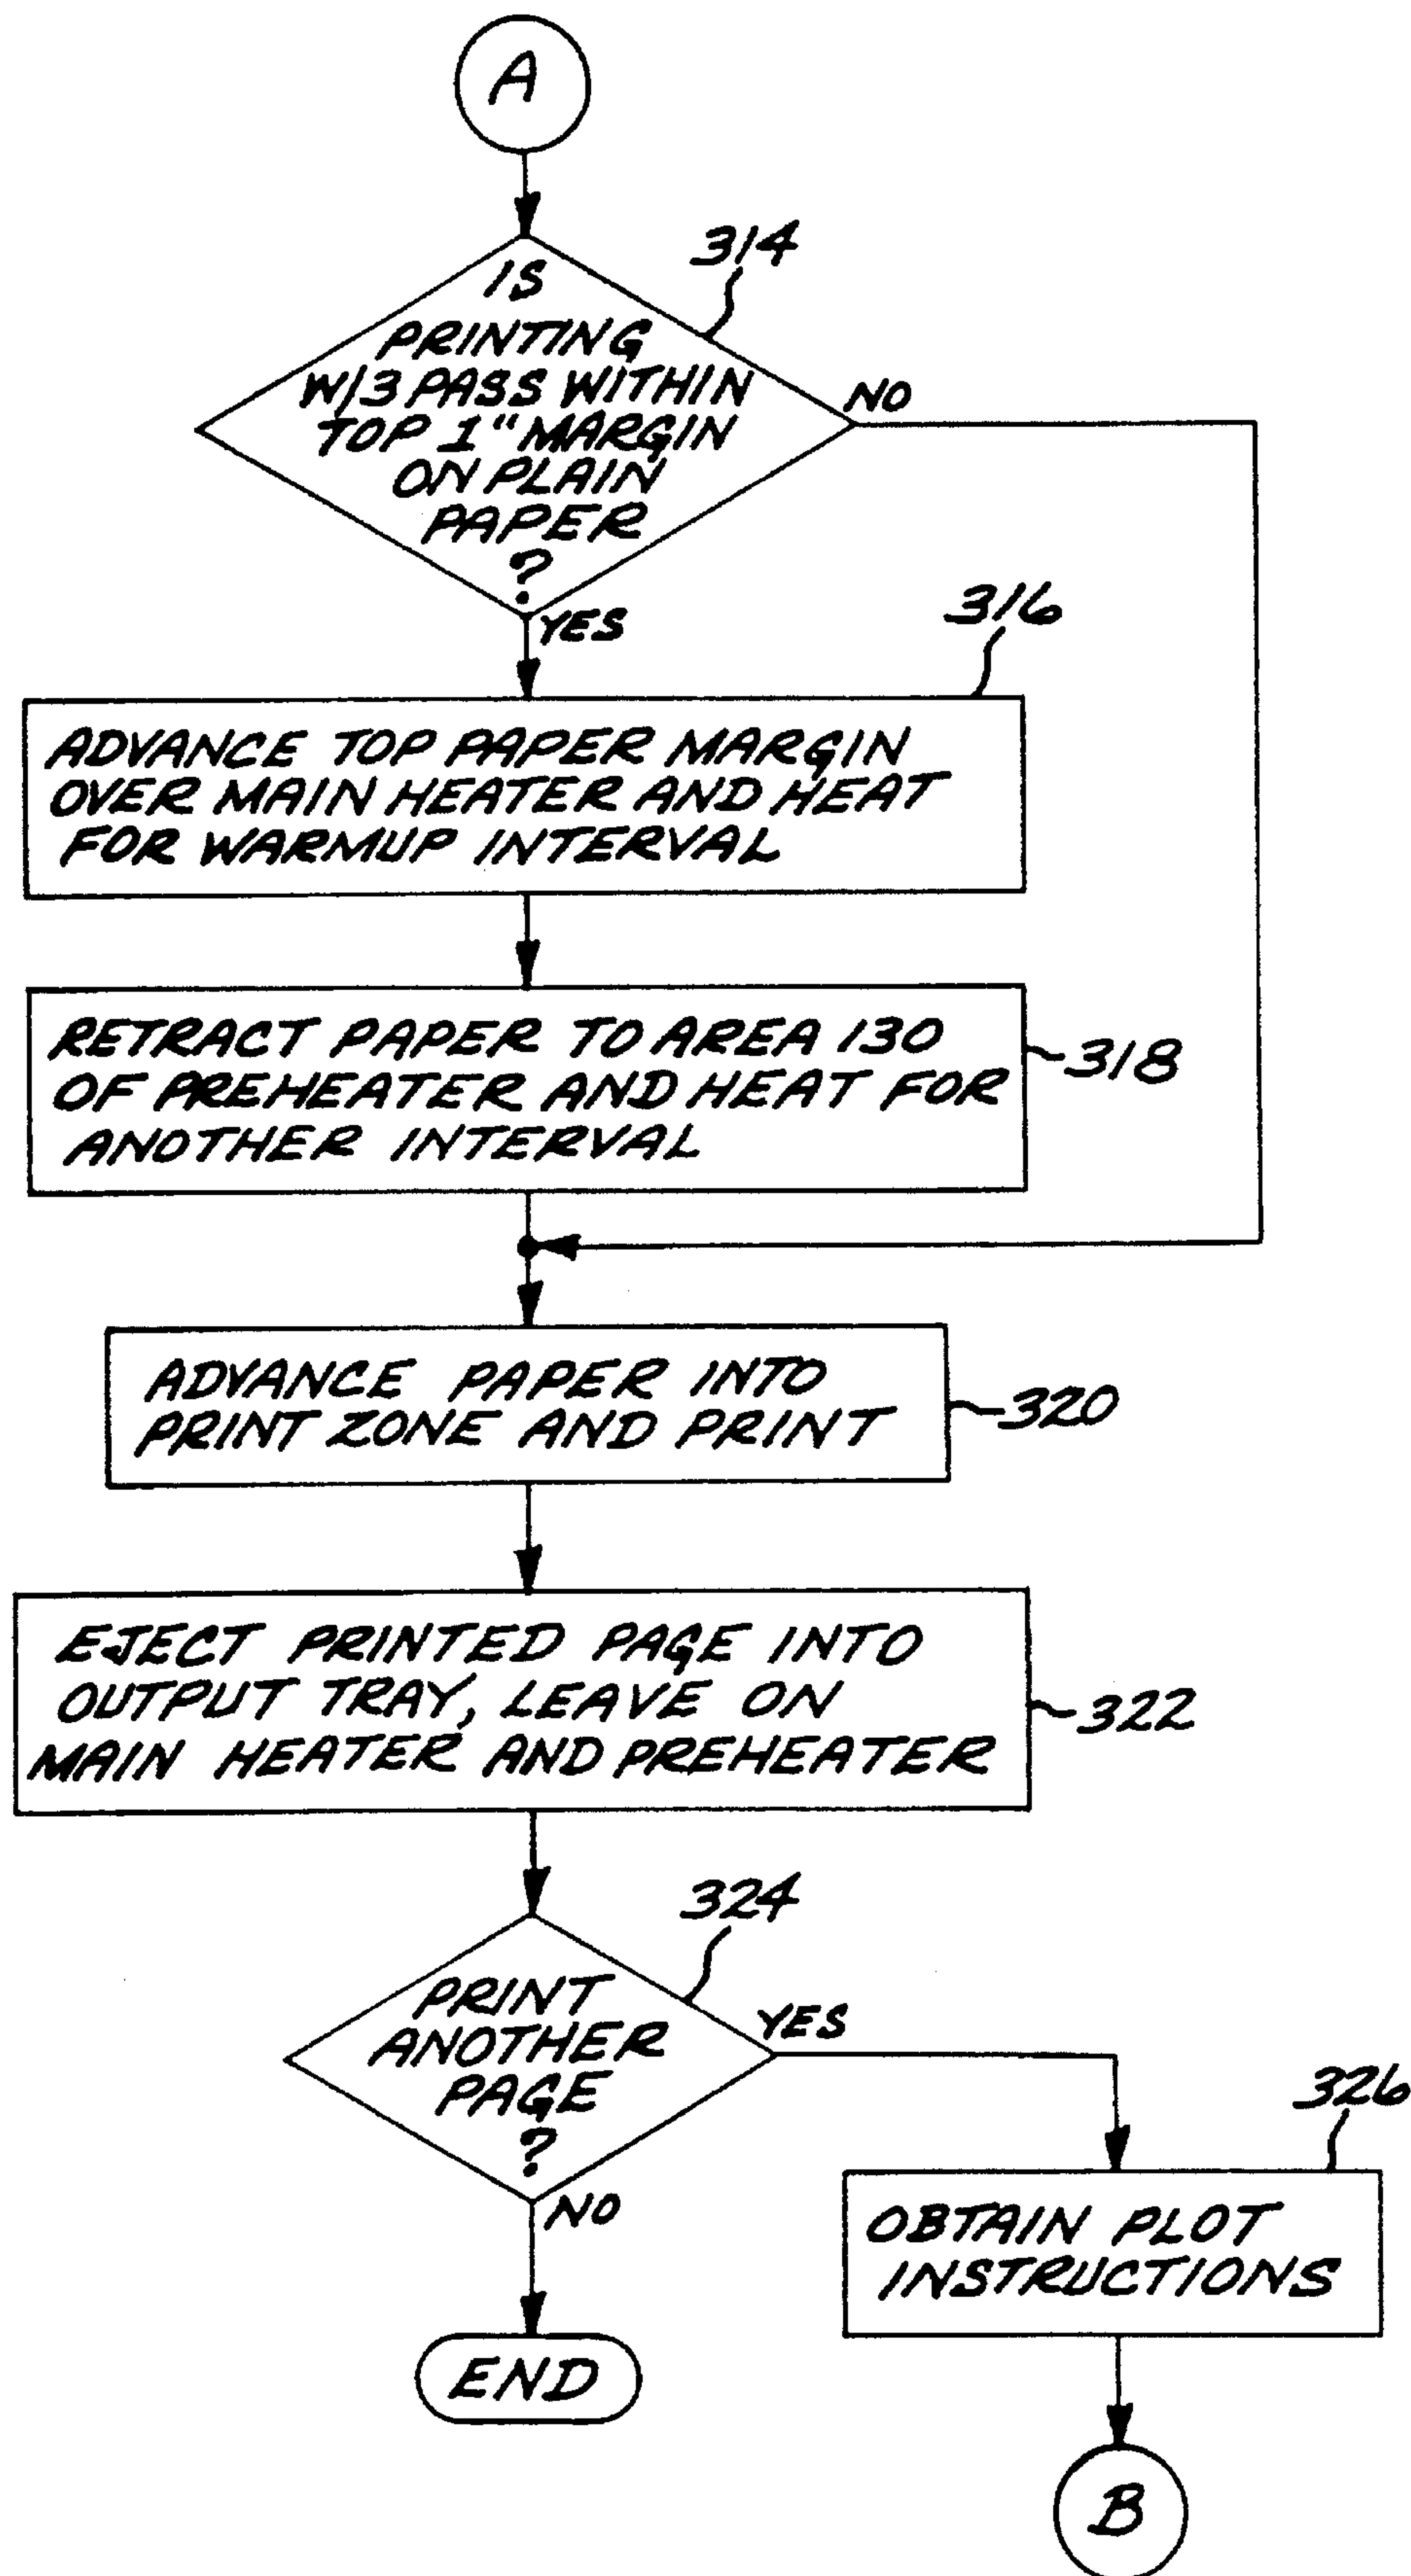 A
314
IS
PRINTING
W/3 PASS WITHIN
TOP 1" MARGIN
ON PLAIN
PAPER
?
NO
YES
316
ADVANCE TOP PAPER MARGIN
OVER MAIN HEATER AND HEAT
FOR WARMUP INTERVAL
RETRACT PAPER TO AREA 130
OF PREHEATER AND HEAT FOR
ANOTHER INTERVAL
318
ADVANCE PAPER INTO
PRINT ZONE AND PRINT
320
EJECT PRINTED PAGE INTO
OUTPUT TRAY, LEAVE ON
MAIN HEATER AND PREHEATER
322
324
PRINT
ANOTHER
PAGE
?
YES
NO
326
OBTAIN PLOT
INSTRUCTIONS
END
B